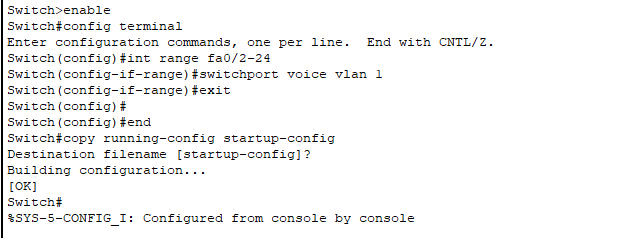 Switch>enable
Switch#config terminal
Enter configuration commands, one per line.  End with CNTL/Z.
Switch(config)#int range fa0/2-24
Switch(config-if-range)#switchport voice vlan 1
Switch(config-if-range)#exit
Switch(config)#
Switch(config)#end
Switch#copy running-config startup-config
Destination filename [startup-config]?
Building configuration...
[OK]
Switch#
%SYS-5-CONFIG_I: Configured from console by console